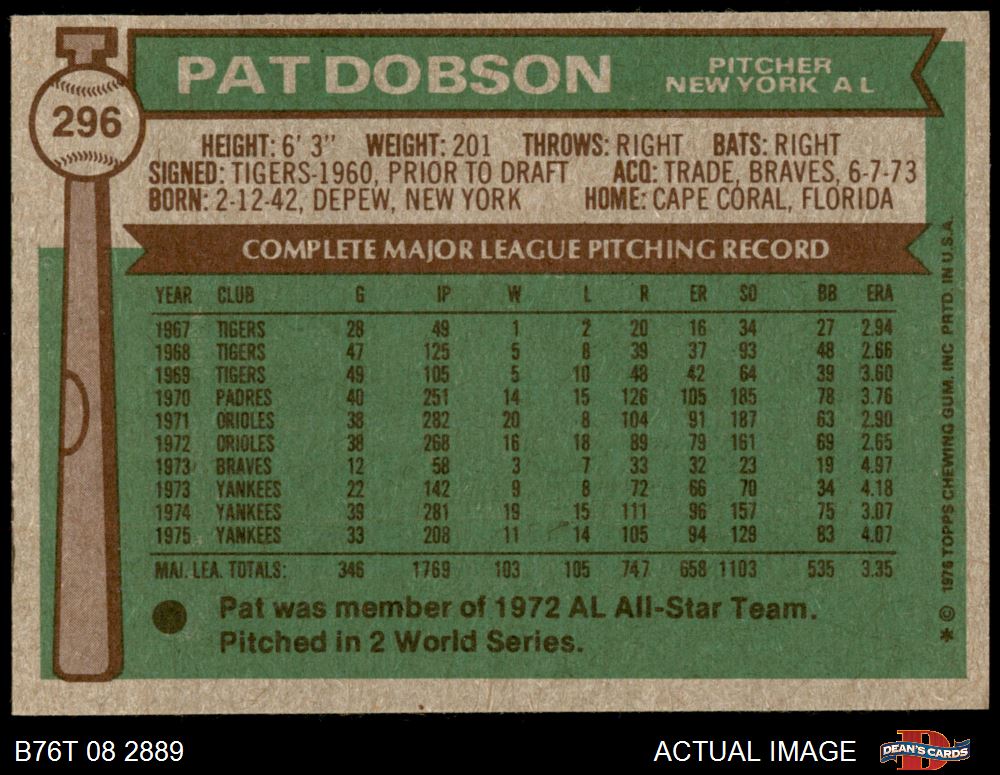 296
PAT DOBSON
PITCHER
NEW YORK A L
HEIGHT: 6' 3" WEIGHT: 201 THROWS: RIGHT BATS: RIGHT
SIGNED: TIGERS-1960, PRIOR TO DRAFT ACQ: TRADE, BRAVES, 6-7-73
BORN: 2-12-42, DEPEW, NEW YORK HOME: CAPE CORAL, FLORIDA
COMPLETE MAJOR LEAGUE PITCHING RECORD
YEAR CLUB G IP W L R ER SO BB ERA
1967 TIGERS 28 49 1 2 20 16 34 27 2.94
1968 TIGERS 47 125 5 8 39 37 93 48 2.66
1969 TIGERS 49 105 5 10 48 42 64 39 3.60
1970 PADRES 40 251 14 15 126 105 185 78 3.76
1971 ORIOLES 38 282 20 8 104 91 187 63 2.90
1972 ORIOLES 38 268 16 18 89 79 161 69 2.65
1973 BRAVES 12 58 3 7 33 32 23 19 4.97
1973 YANKEES 22 142 9 8 72 66 70 34 4.18
1974 YANKEES 39 281 19 15 111 96 157 75 3.07
1975 YANKEES 33 208 11 14 105 94 129 83 4.07
MAJ. LEA. TOTALS: 346 1769 103 105 747 658 1103 535 3.35
Pat was member of 1972 AL All-Star Team.
Pitched in 2 World Series.
* © 1976 TOPPS CHEWING GUM, INC PRTD. IN U.S.A.
B76T 08 2889
ACTUAL IMAGE
DEAN'S CARDS